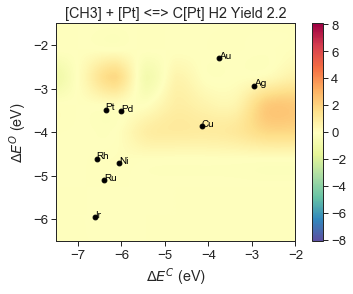 [CH3] + [Pt] <=> C[Pt] H2 Yield 2.2
8
6
4
2
0
−2
−4
−6
−8
−2
−3
−4
−5
−6
ΔE^O (eV)
Au
Ag
Pt
Pd
Cu
Rh
Ni
Ru
Ir
−7
−6
−5
−4
−3
−2
ΔE^C (eV)